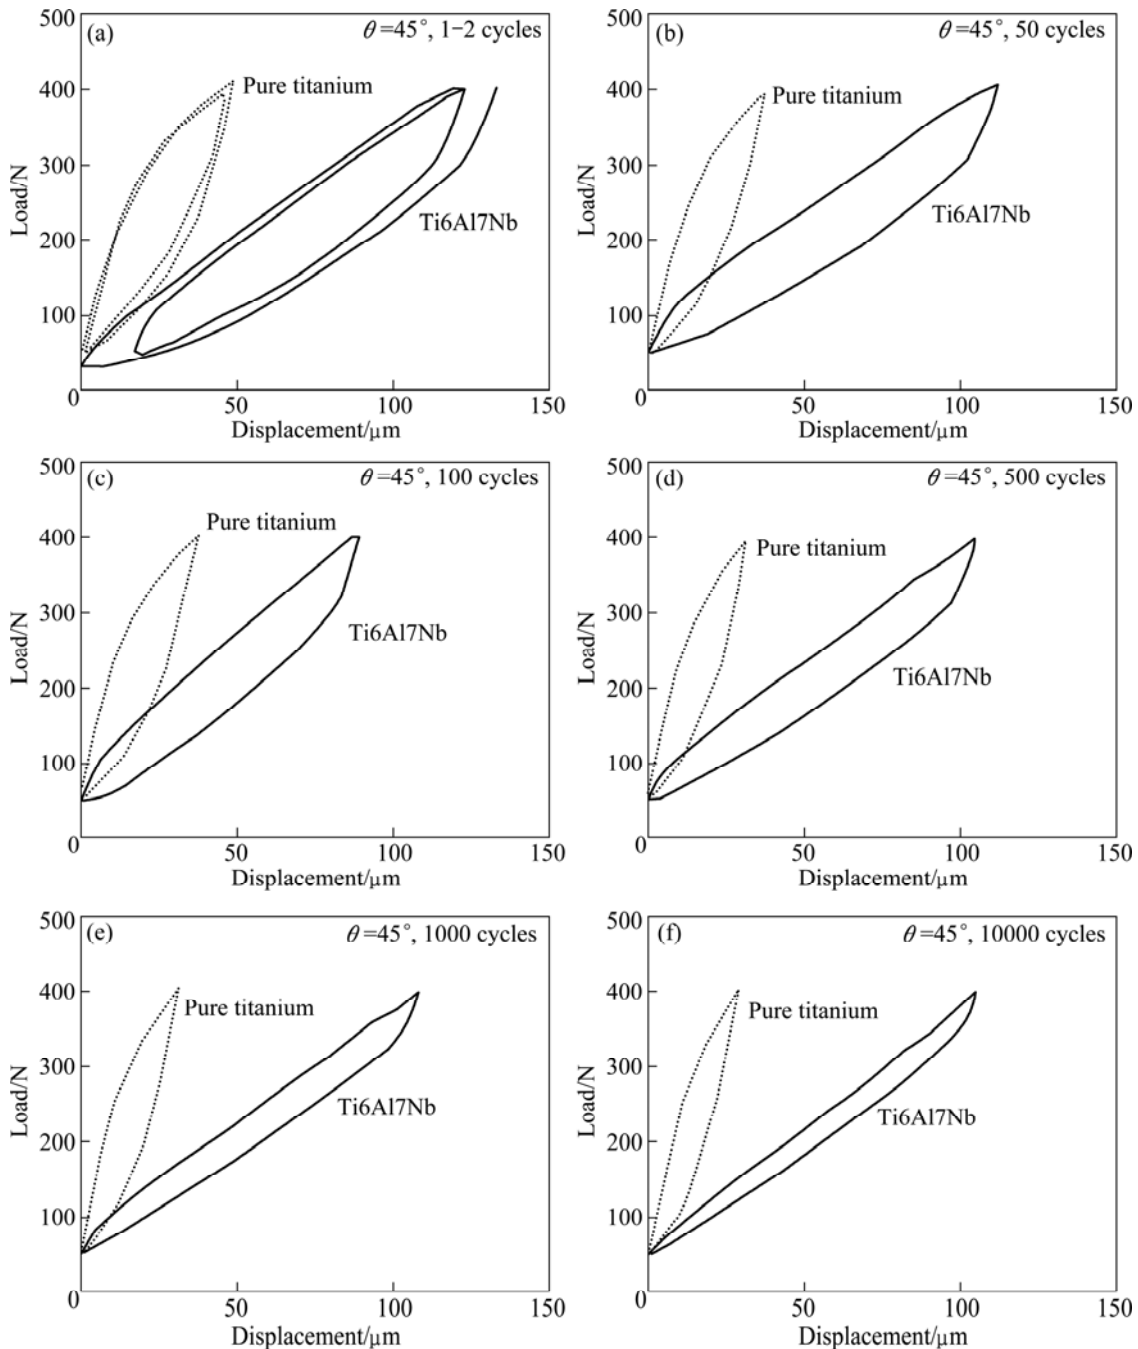 (a) θ=45°, 1−2 cycles
Pure titanium
Ti6Al7Nb
500
400
300
200
100
0
50
100
150
Load/N
Displacement/μm
(b) θ=45°, 50 cycles
Pure titanium
Ti6Al7Nb
500
400
300
200
100
0
50
100
150
Load/N
Displacement/μm
(c) θ=45°, 100 cycles
Pure titanium
Ti6Al7Nb
500
400
300
200
100
0
50
100
150
Load/N
Displacement/μm
(d) θ=45°, 500 cycles
Pure titanium
Ti6Al7Nb
500
400
300
200
100
0
50
100
150
Load/N
Displacement/μm
(e) θ=45°, 1000 cycles
Pure titanium
Ti6Al7Nb
500
400
300
200
100
0
50
100
150
Load/N
Displacement/μm
(f) θ=45°, 10000 cycles
Pure titanium
Ti6Al7Nb
500
400
300
200
100
0
50
100
150
Load/N
Displacement/μm